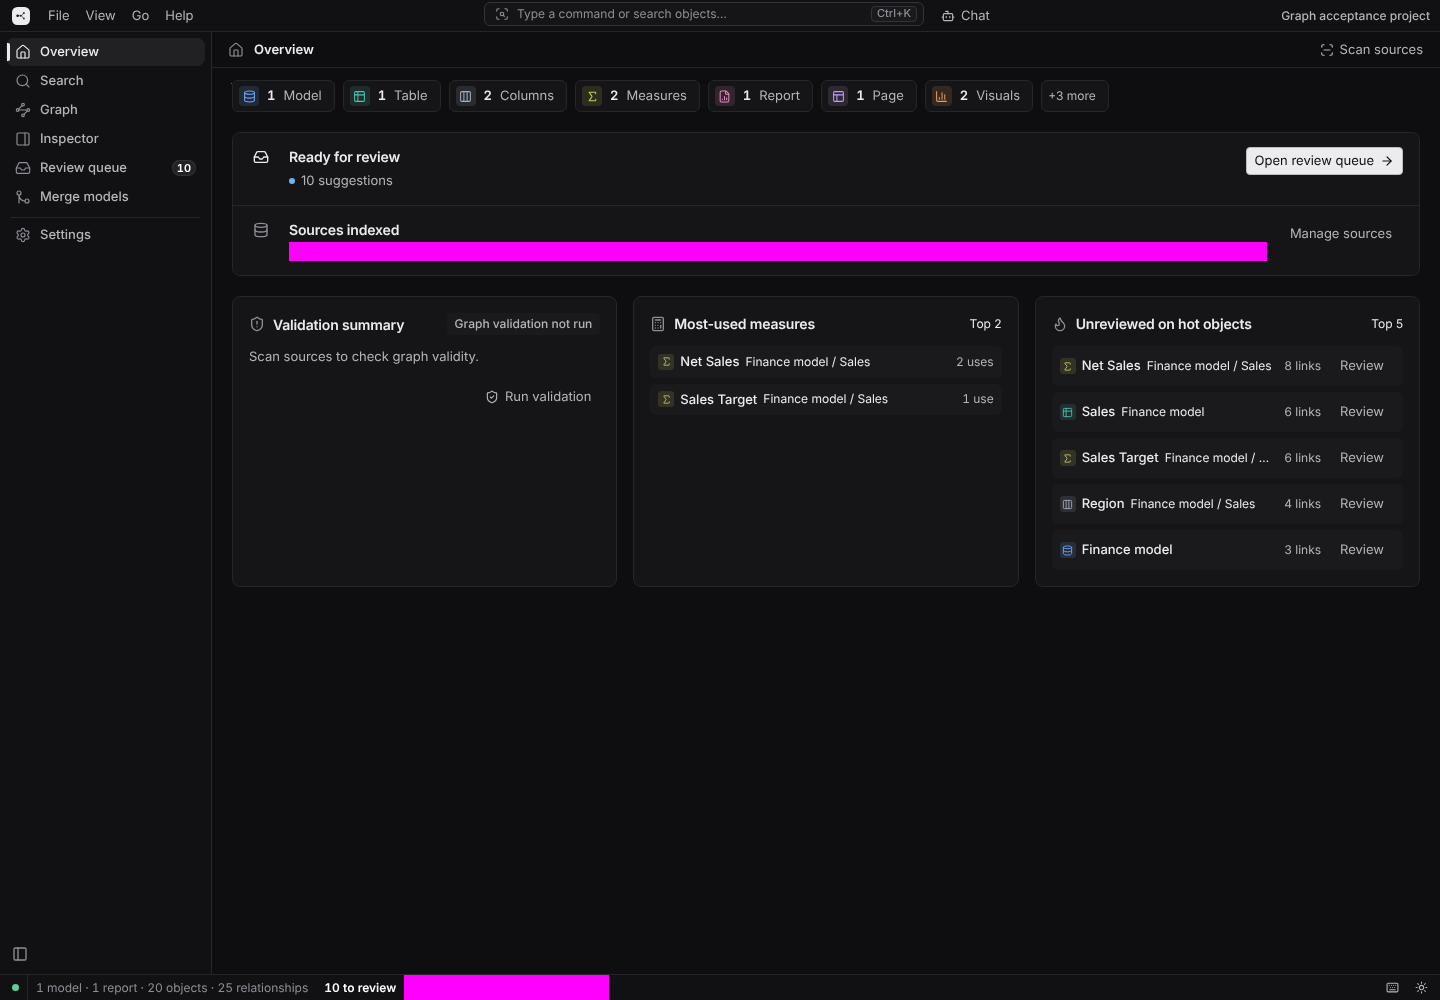 File View Go Help
Type a command or search objects... Ctrl+K
Chat
Graph acceptance project
Overview
Search
Graph
Inspector
Review queue 10
Merge models
Settings
Overview
Scan sources
1 Model
1 Table
2 Columns
2 Measures
1 Report
1 Page
2 Visuals
+3 more
Ready for review
10 suggestions
Open review queue
Sources indexed
Manage sources
Validation summary
Graph validation not run
Scan sources to check graph validity.
Run validation
Most-used measures Top 2
Net Sales Finance model / Sales 2 uses
Sales Target Finance model / Sales 1 use
Unreviewed on hot objects Top 5
Net Sales Finance model / Sales 8 links Review
Sales Finance model 6 links Review
Sales Target Finance model / ... 6 links Review
Region Finance model / Sales 4 links Review
Finance model 3 links Review
1 model · 1 report · 20 objects · 25 relationships 10 to review